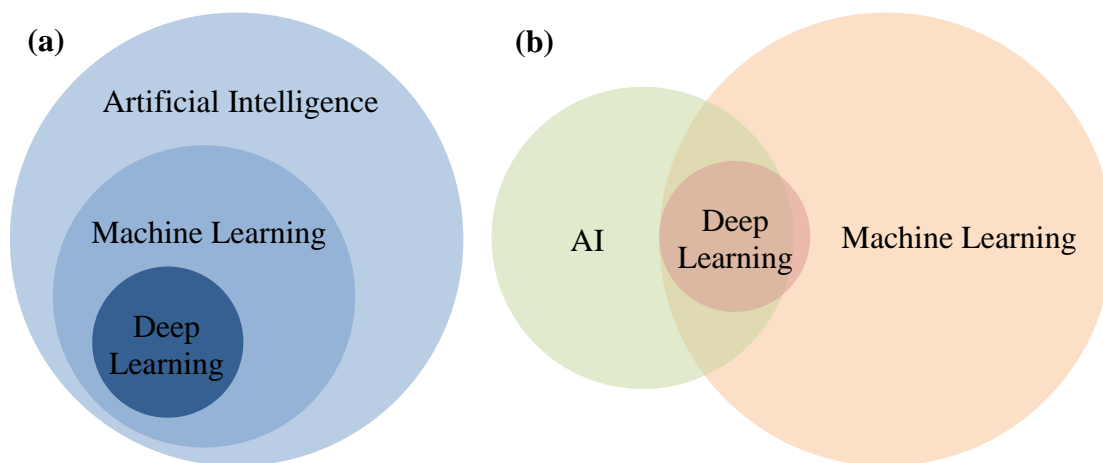 (a)
Artificial Intelligence
Machine Learning
Deep
Learning
(b)
AI
Deep
Learning
Machine Learning